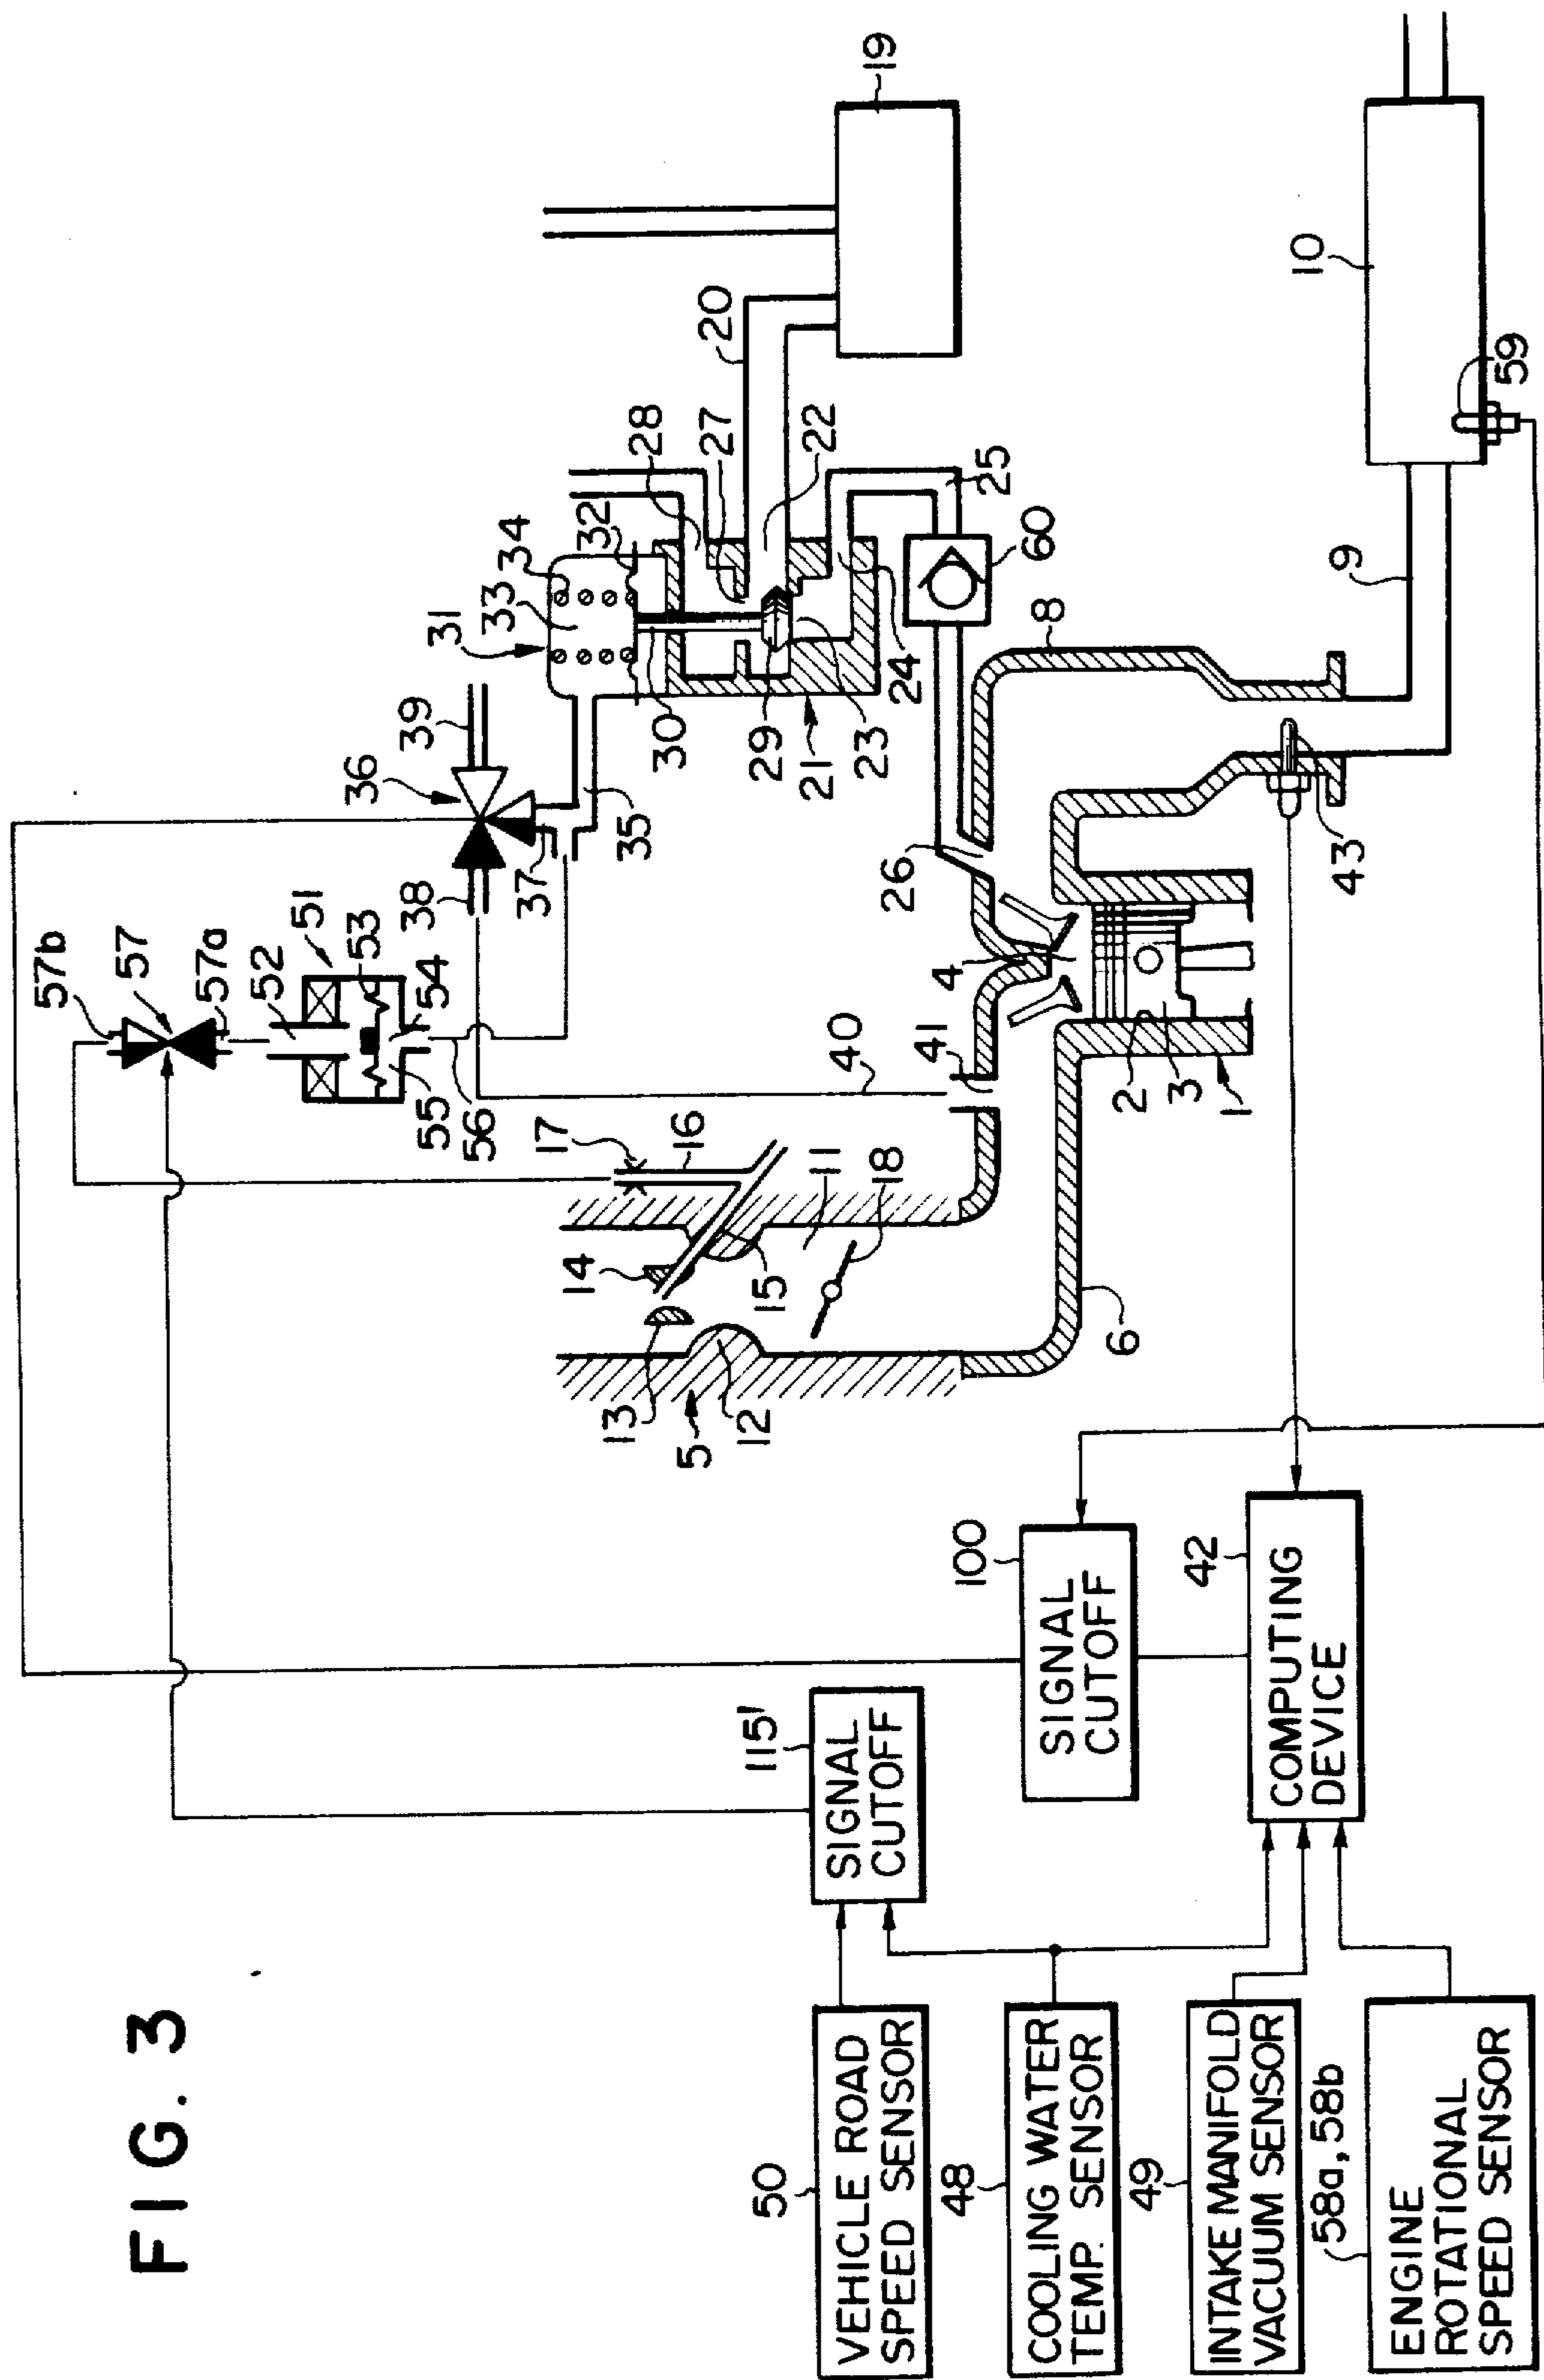 FIG. 3
57b
57
57a
52
51
53
54
55
56
38
37
36
39
35
31
33
34
32
28
27
20
19
30
29
21
23
22
24
25
60
17
16
14
15
11
18
13
5
12
40
41
4
26
8
2
3
1
6
43
9
10
59
115'
SIGNAL
CUTOFF
100
SIGNAL
CUTOFF
42
COMPUTING
DEVICE
50
VEHICLE ROAD
SPEED SENSOR
48
COOLING WATER
TEMP. SENSOR
49
INTAKE MANIFOLD
VACUUM SENSOR
58a, 58b
ENGINE
ROTATIONAL
SPEED SENSOR